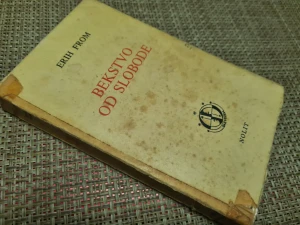 ERIH FROM
BEKSTVO
OD SLOBODE
NOLIT